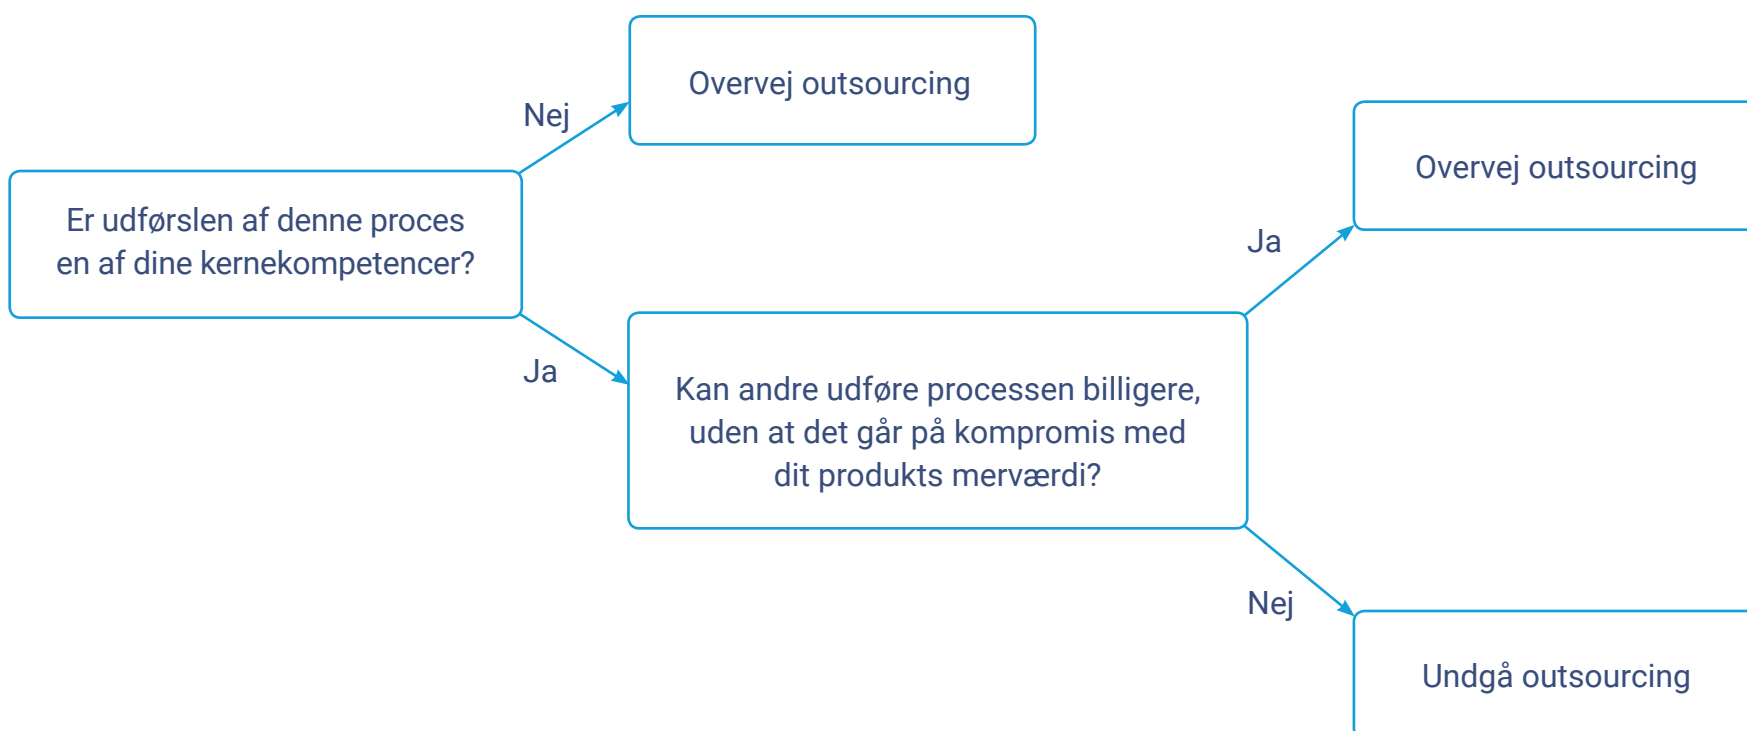 Overvej outsourcing
Nej
Er udførslen af denne proces
en af dine kernekompetencer?
Ja
Kan andre udføre processen billigere,
uden at det går på kompromis med
dit produkts merværdi?
Ja
Overvej outsourcing
Nej
Undgå outsourcing